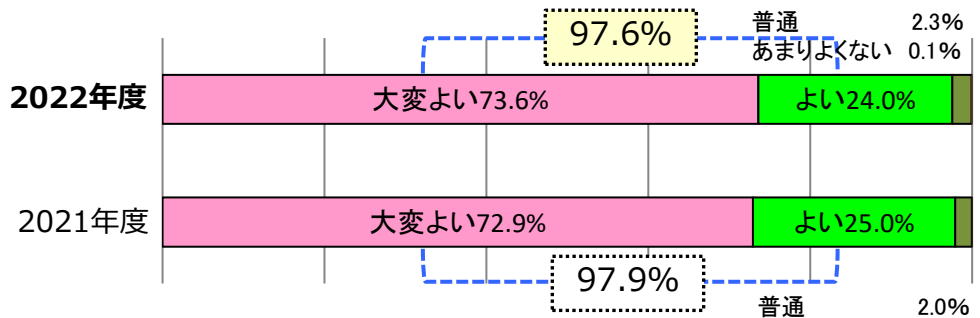 97.6%
普通 2.3%
あまりよくない 0.1%
2022年度
大変よい73.6%
よい24.0%
2021年度
大変よい72.9%
よい25.0%
97.9%
普通 2.0%